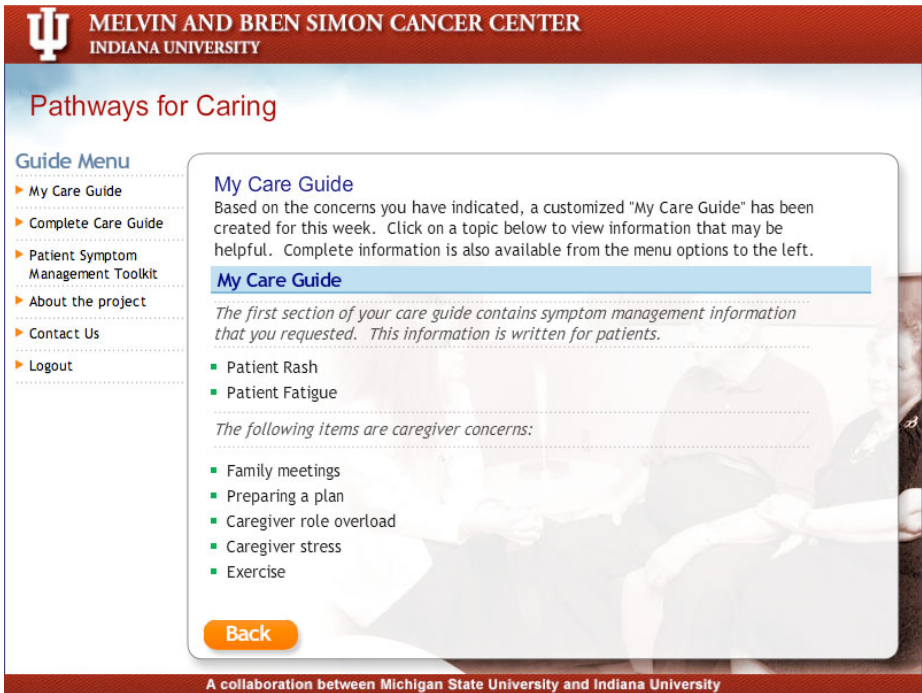 MELVIN AND BREN SIMON CANCER CENTER
INDIANA UNIVERSITY
Pathways for Caring
Guide Menu
My Care Guide
Complete Care Guide
Patient Symptom
Management Toolkit
About the project
Contact Us
Logout
My Care Guide
Based on the concerns you have indicated, a customized "My Care Guide" has been
created for this week. Click on a topic below to view information that may be
helpful. Complete information is also available from the menu options to the left.
My Care Guide
The first section of your care guide contains symptom management information
that you requested. This information is written for patients.
Patient Rash
Patient Fatigue
The following items are caregiver concerns:
Family meetings
Preparing a plan
Caregiver role overload
Caregiver stress
Exercise
Back
A collaboration between Michigan State University and Indiana University